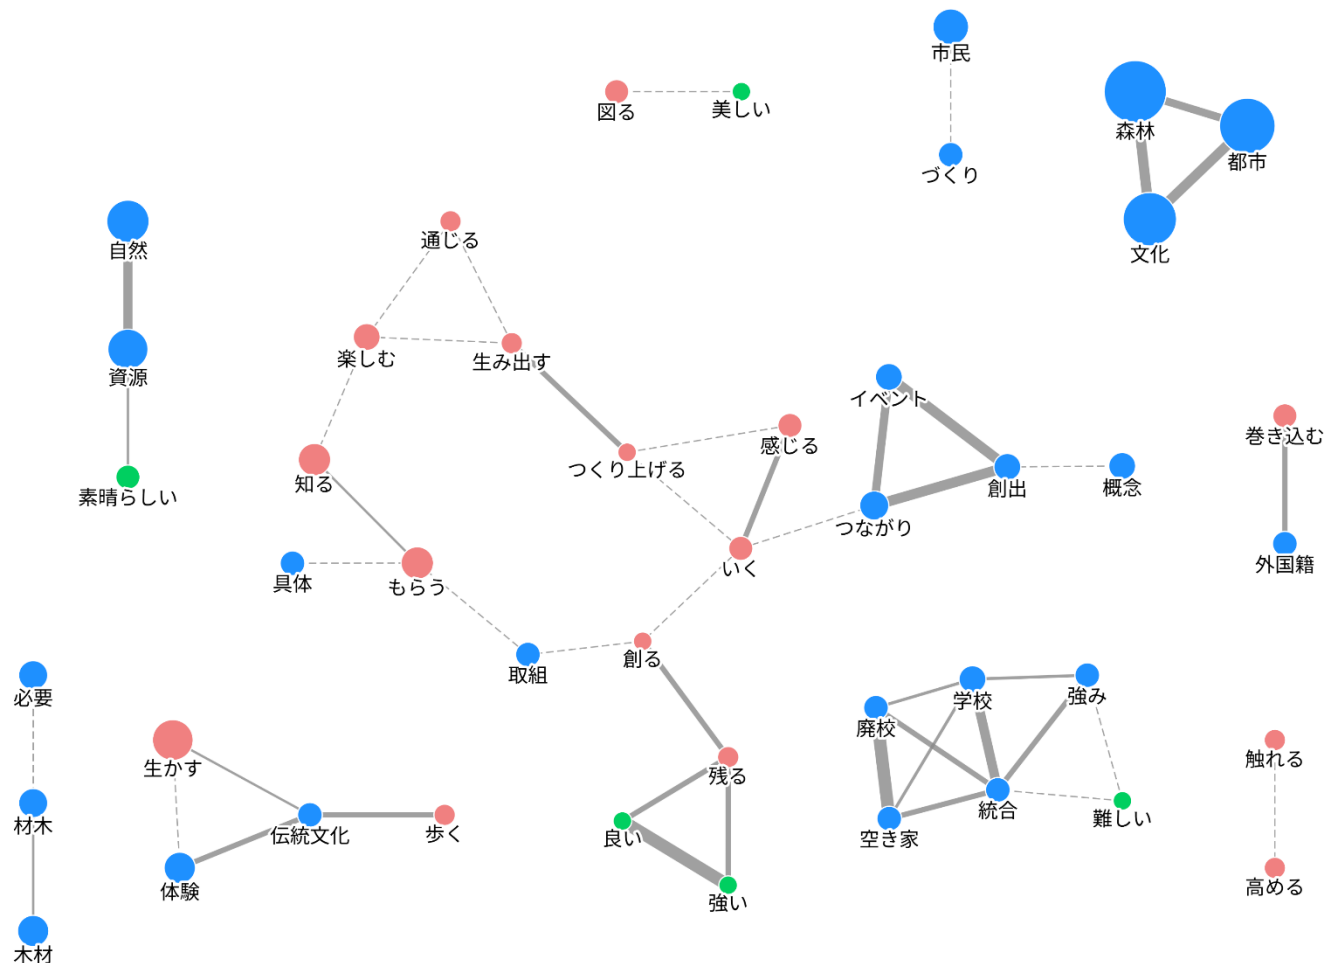 市民
図る
美しい
森林
都市
づくり
通じる
自然
文化
楽しむ
生み出す
資源
イベント
感じる
巻き込む
つくり上げる
知る
創出
概念
素晴らしい
つながり
外国籍
いく
具体
もらう
創る
取組
必要
学校
強み
廃校
触れる
生かす
残る
統合
難しい
材木
伝統文化
歩く
良い
空き家
体験
高める
強い
木材